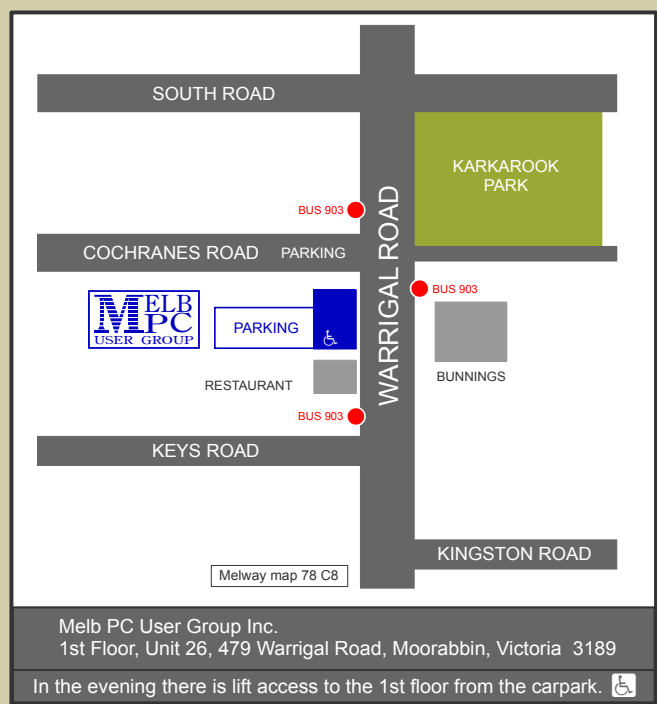 SOUTH ROAD
KARKAROOK
PARK
BUS 903
WARRIGAL ROAD
COCHRANES ROAD PARKING
BUS 903
MELB
PC
USER GROUP
PARKING
RESTAURANT
BUNNINGS
BUS 903
KEYS ROAD
KINGSTON ROAD
Melway map 78 C8
Melb PC User Group Inc.
1st Floor, Unit 26, 479 Warrigal Road, Moorabbin, Victoria 3189
In the evening there is lift access to the 1st floor from the carpark.